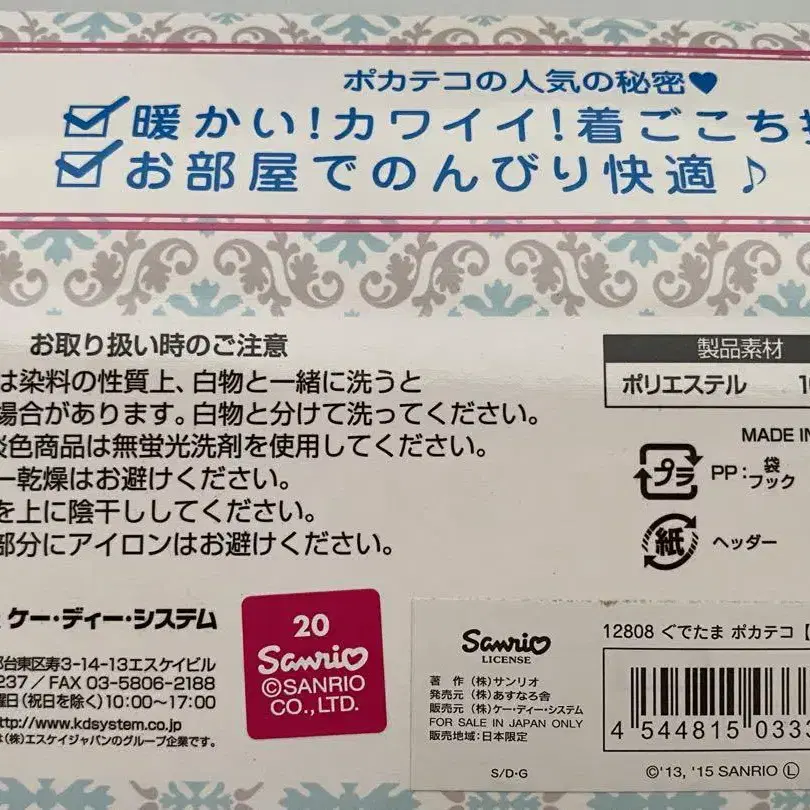 ポカテコの人気の秘密♥
暖かい!カワイイ!着ごこち
お部屋でのんびり快適♪
お取り扱い時のご注意
は染料の性質上、白物と一緒に洗うと
場合があります。白物と分けて洗ってください。
淡色商品は無蛍光洗剤を使用してください。
ー乾燥はお避けください。
を上に陰干ししてください。
部分にアイロンはお避けください。
製品素材
ポリエステル
MADE IN
プラ PP:袋 フック
紙 ヘッダー
ケー・ディー・システム
台東区寿3-14-13エスケイビル
237/FAX 03-5806-2188
曜日(祝日を除く)10:00~17:00
http://www.kdsystem.co.jp
は(株)エスケイジャパンのグループ企業です。
20
Sanrio
©SANRIO
CO.,LTD.
Sanrio
LICENSE
著作 (株)サンリオ
発売元 (株)あすなろ舎
販売元 (株)ケー・ディー・システム
FOR SALE IN JAPAN ONLY
販売地域:日本限定
S/D・G
12808 ぐでたま ポカテコ【
4 544815 0333
©'13, '15 SANRIO Ⓛ